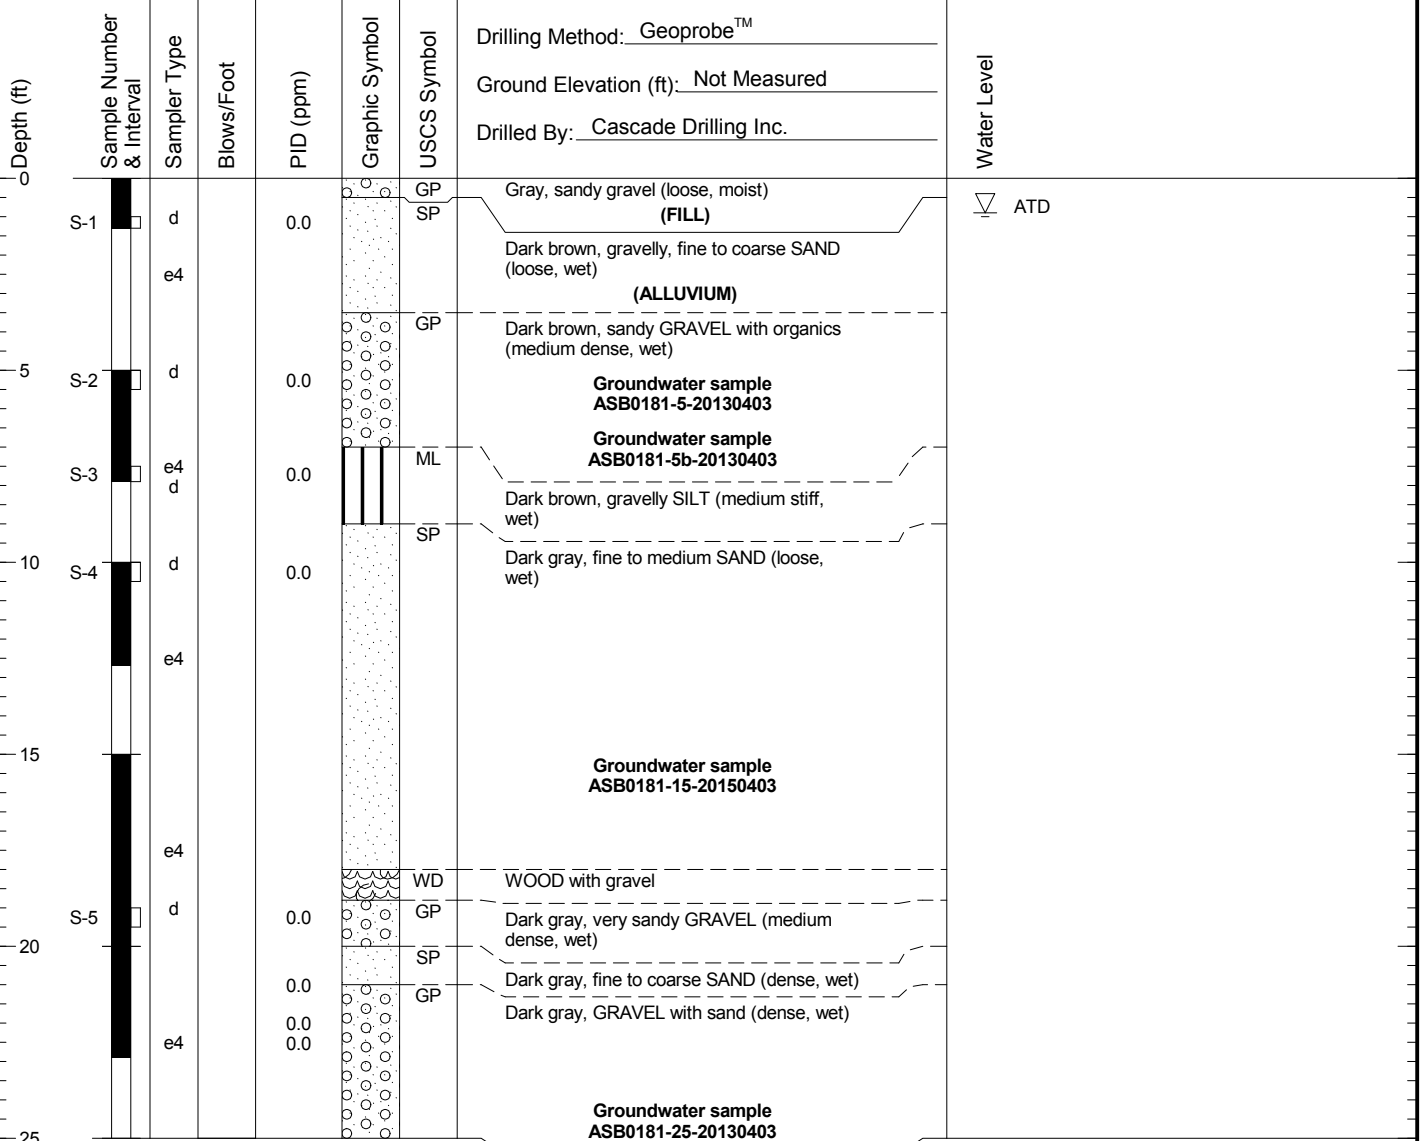 Depth (ft)
Sample Number
& Interval
Sampler Type
Blows/Foot
PID (ppm)
Graphic Symbol
USCS Symbol
Drilling Method: Geoprobe™
Ground Elevation (ft): Not Measured
Drilled By: Cascade Drilling Inc.
Water Level
0
GP Gray, sandy gravel (loose, moist)
S-1 d 0.0 SP (FILL) ATD
Dark brown, gravelly, fine to coarse SAND
(loose, wet)
e4
(ALLUVIUM)
GP Dark brown, sandy GRAVEL with organics
(medium dense, wet)
5 S-2 d 0.0 Groundwater sample
ASB0181-5-20130403
Groundwater sample
ASB0181-5b-20130403
S-3 e4 0.0 ML
d
Dark brown, gravelly SILT (medium stiff,
wet)
SP
10 S-4 d 0.0 Dark gray, fine to medium SAND (loose,
wet)
e4
15 Groundwater sample
ASB0181-15-20150403
e4
WD WOOD with gravel
S-5 d 0.0 GP Dark gray, very sandy GRAVEL (medium
dense, wet)
20
SP
0.0 Dark gray, fine to coarse SAND (dense, wet)
GP
Dark gray, GRAVEL with sand (dense, wet)
0.0
e4 0.0
Groundwater sample
25 ASB0181-25-20130403